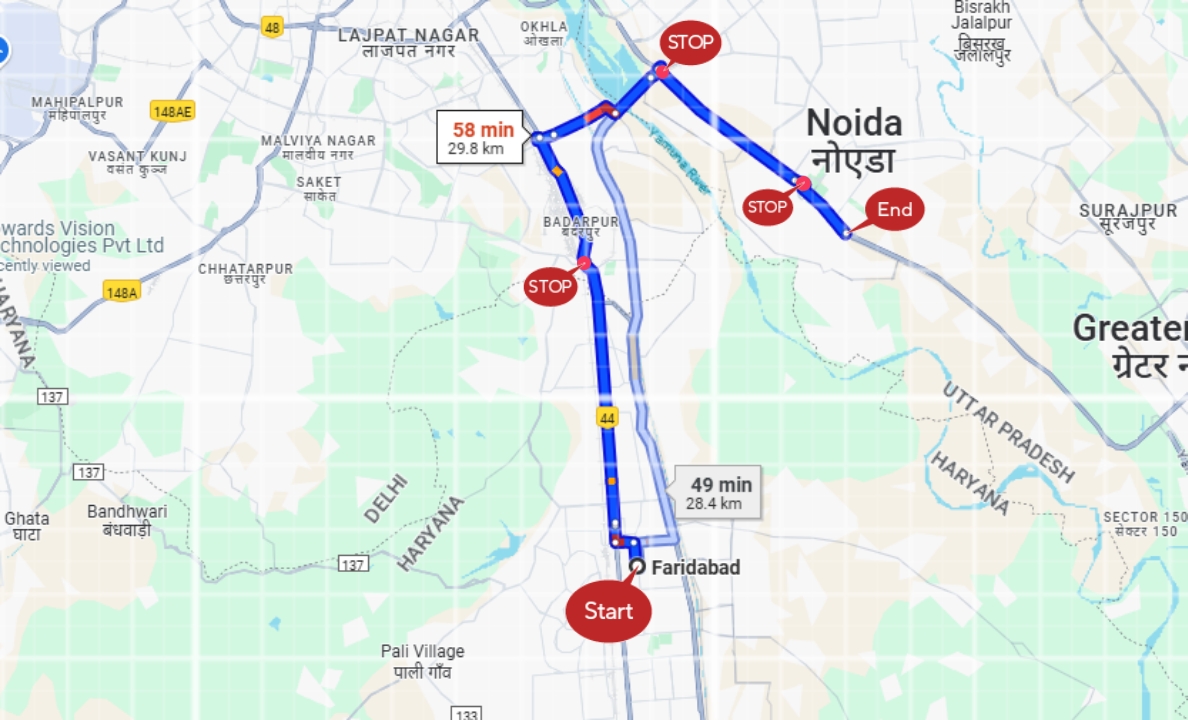 Bisrakh
Jalalpur
बिसरख
जलालपुर
48
LAJPAT NAGAR
लाजपत नगर
OKHLA
ओखला
STOP
MAHIPALPUR
महिपालपुर
148AE
58 min
29.8 km
Noida
नोएडा
MALVIYA NAGAR
मालवीय नगर
VASANT KUNJ
वसंत कुञ्ज
Yamuna River
SAKET
साकेत
STOP
End
BADARPUR
बदरपुर
SURAJPUR
सूरजपुर
wards Vision
chnologies Pvt Ltd
cently viewed
CHHATARPUR
छत्तरपुर
STOP
148A
HARYANA
Greater
ग्रेटर
137
44
UTTAR PRADESH
HARYANA
137
49 min
28.4 km
DELHI
HARYANA
Ghata
घाटा
Bandhwari
बंधवाड़ी
SECTOR 150
सेक्टर 150
137
Faridabad
Start
Pali Village
पाली गाँव
133